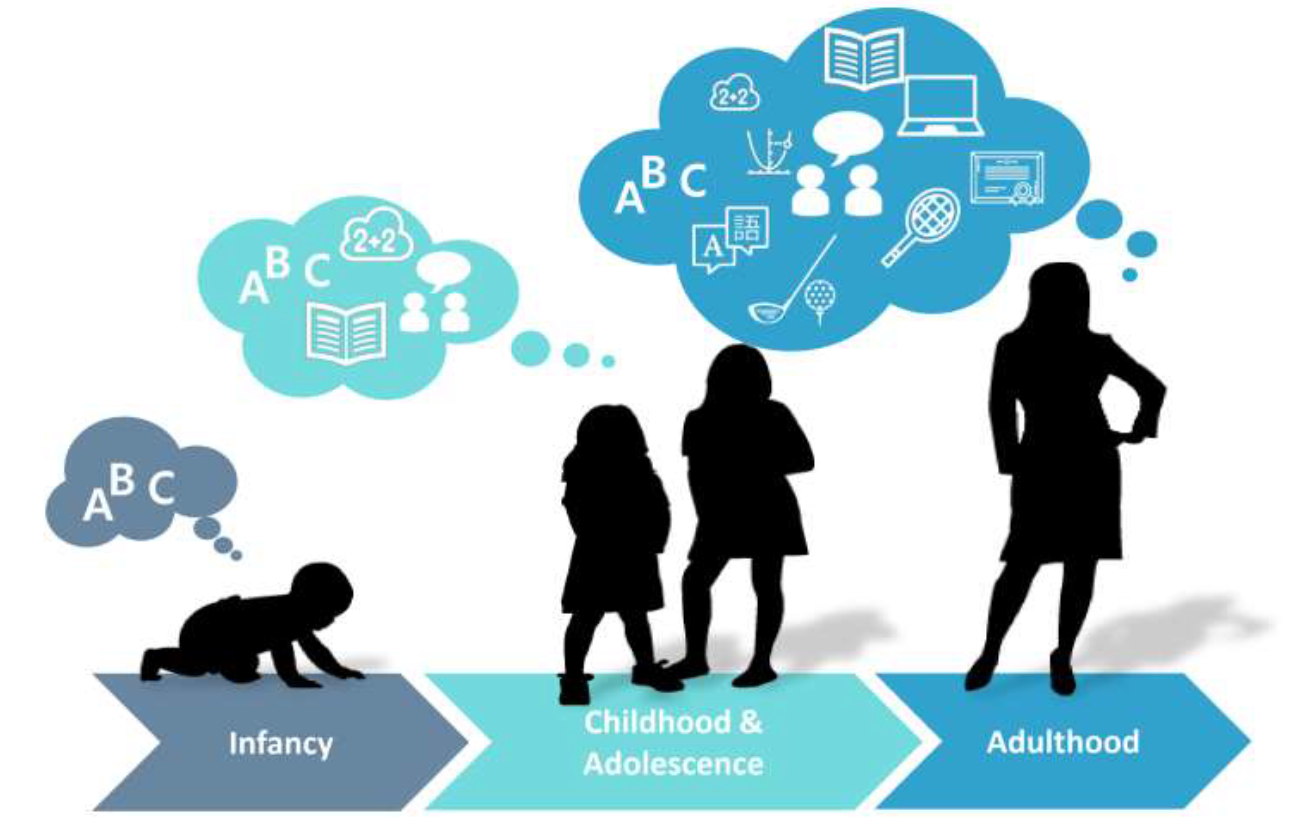 2+2
A B C
A 語
A B C
2+2
A B C
Infancy
Childhood &
Adolescence
Adulthood